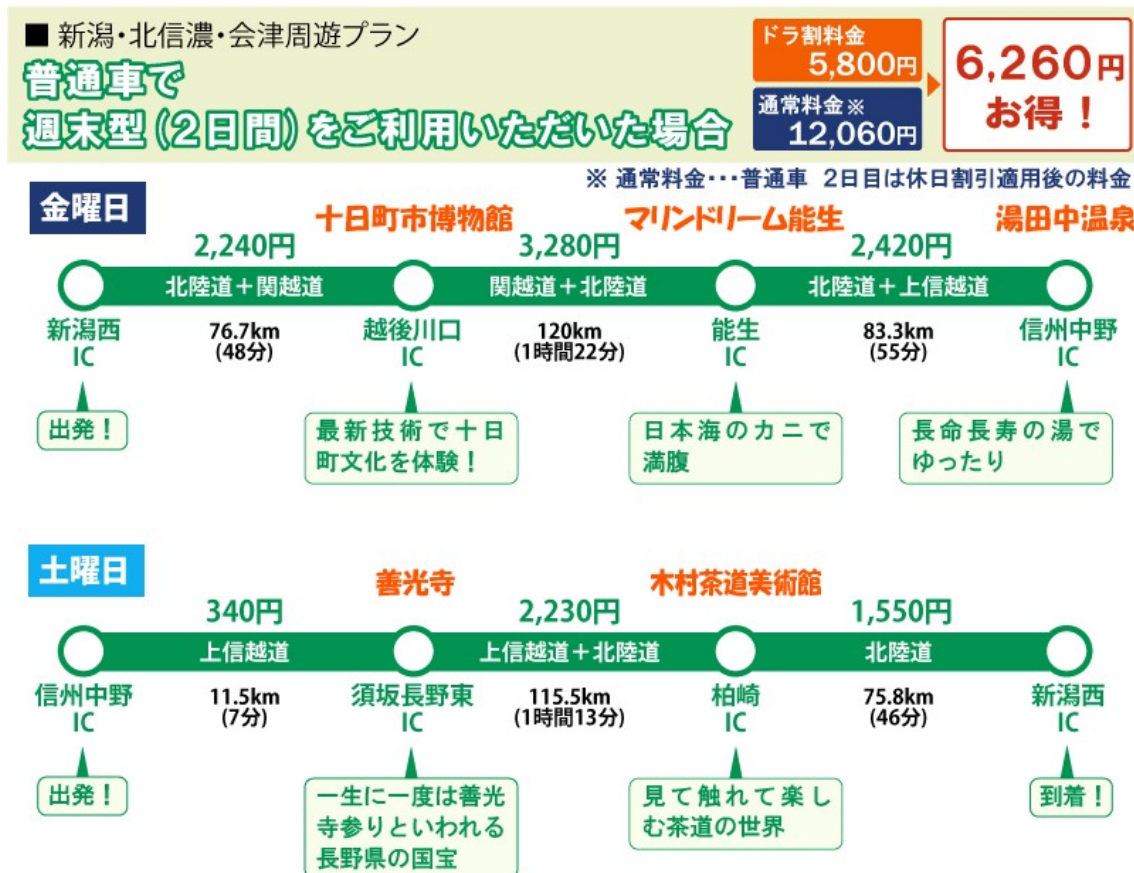 ■ 新潟・北信濃・会津周遊プラン
普通車で
週末型（2日間）をご利用いただいた場合
ドラ割料金
5,800円
通常料金※
12,060円
6,260円
お得！
※ 通常料金・・・普通車 2日目は休日割引適用後の料金
金曜日
十日町市博物館
マリンドリーム能生
湯田中温泉
2,240円
3,280円
2,420円
北陸道＋関越道
関越道＋北陸道
北陸道＋上信越道
新潟西
IC
76.7km
(48分)
越後川口
IC
120km
(1時間22分)
能生
IC
83.3km
(55分)
信州中野
IC
出発！
最新技術で十日
町文化を体験！
日本海のカニで
満腹
長命長寿の湯で
ゆったり
土曜日
善光寺
木村茶道美術館
340円
2,230円
1,550円
上信越道
上信越道＋北陸道
北陸道
信州中野
IC
11.5km
(7分)
須坂長野東
IC
115.5km
(1時間13分)
柏崎
IC
75.8km
(46分)
新潟西
IC
出発！
一生に一度は善光
寺参りといわれる
長野県の国宝
見て触れて楽し
む茶道の世界
到着！